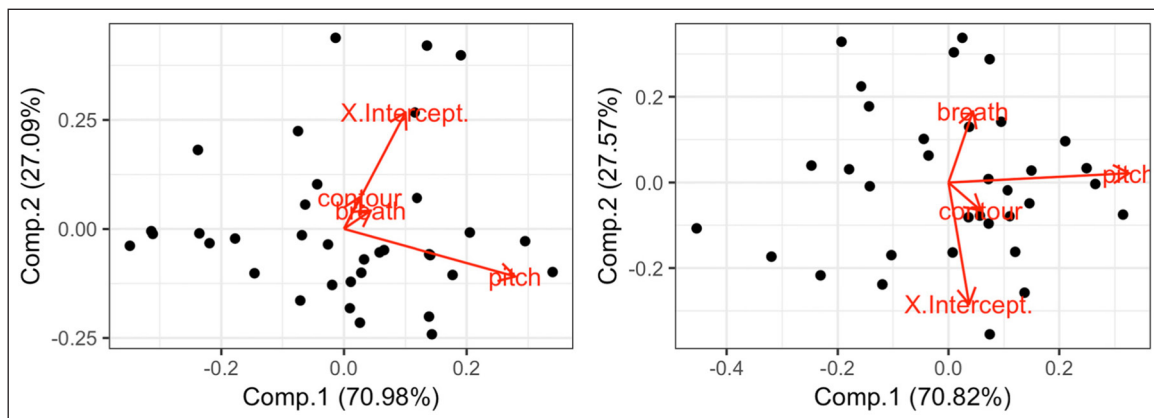 Comp.2 (27.09%)
0.25
0.00
-0.25
X.Intercept.
contour
breath
pitch
-0.2
0.0
0.2
Comp.1 (70.98%)
Comp.2 (27.57%)
0.2
0.0
-0.2
breath
pitch
contour
X.Intercept.
-0.4
-0.2
0.0
0.2
Comp.1 (70.82%)